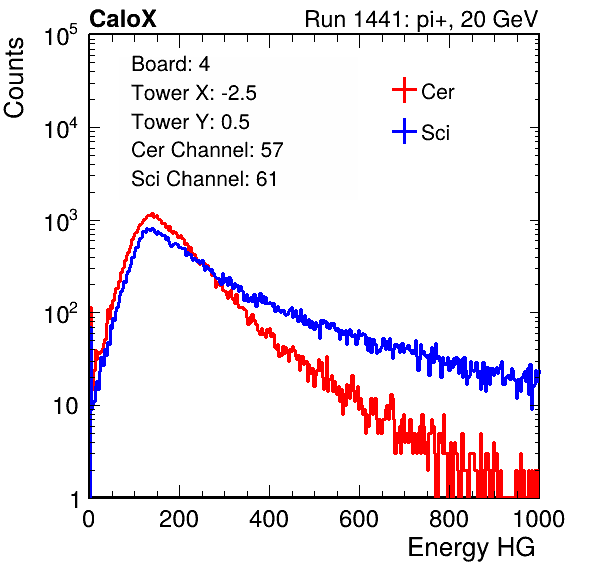 CaloX Run 1441: pi+, 20 GeV
Counts
10^5
10^4
10^3
10^2
10
1
Board: 4
Tower X: -2.5
Tower Y: 0.5
Cer Channel: 57
Sci Channel: 61
Cer
Sci
0 200 400 600 800 1000
Energy HG